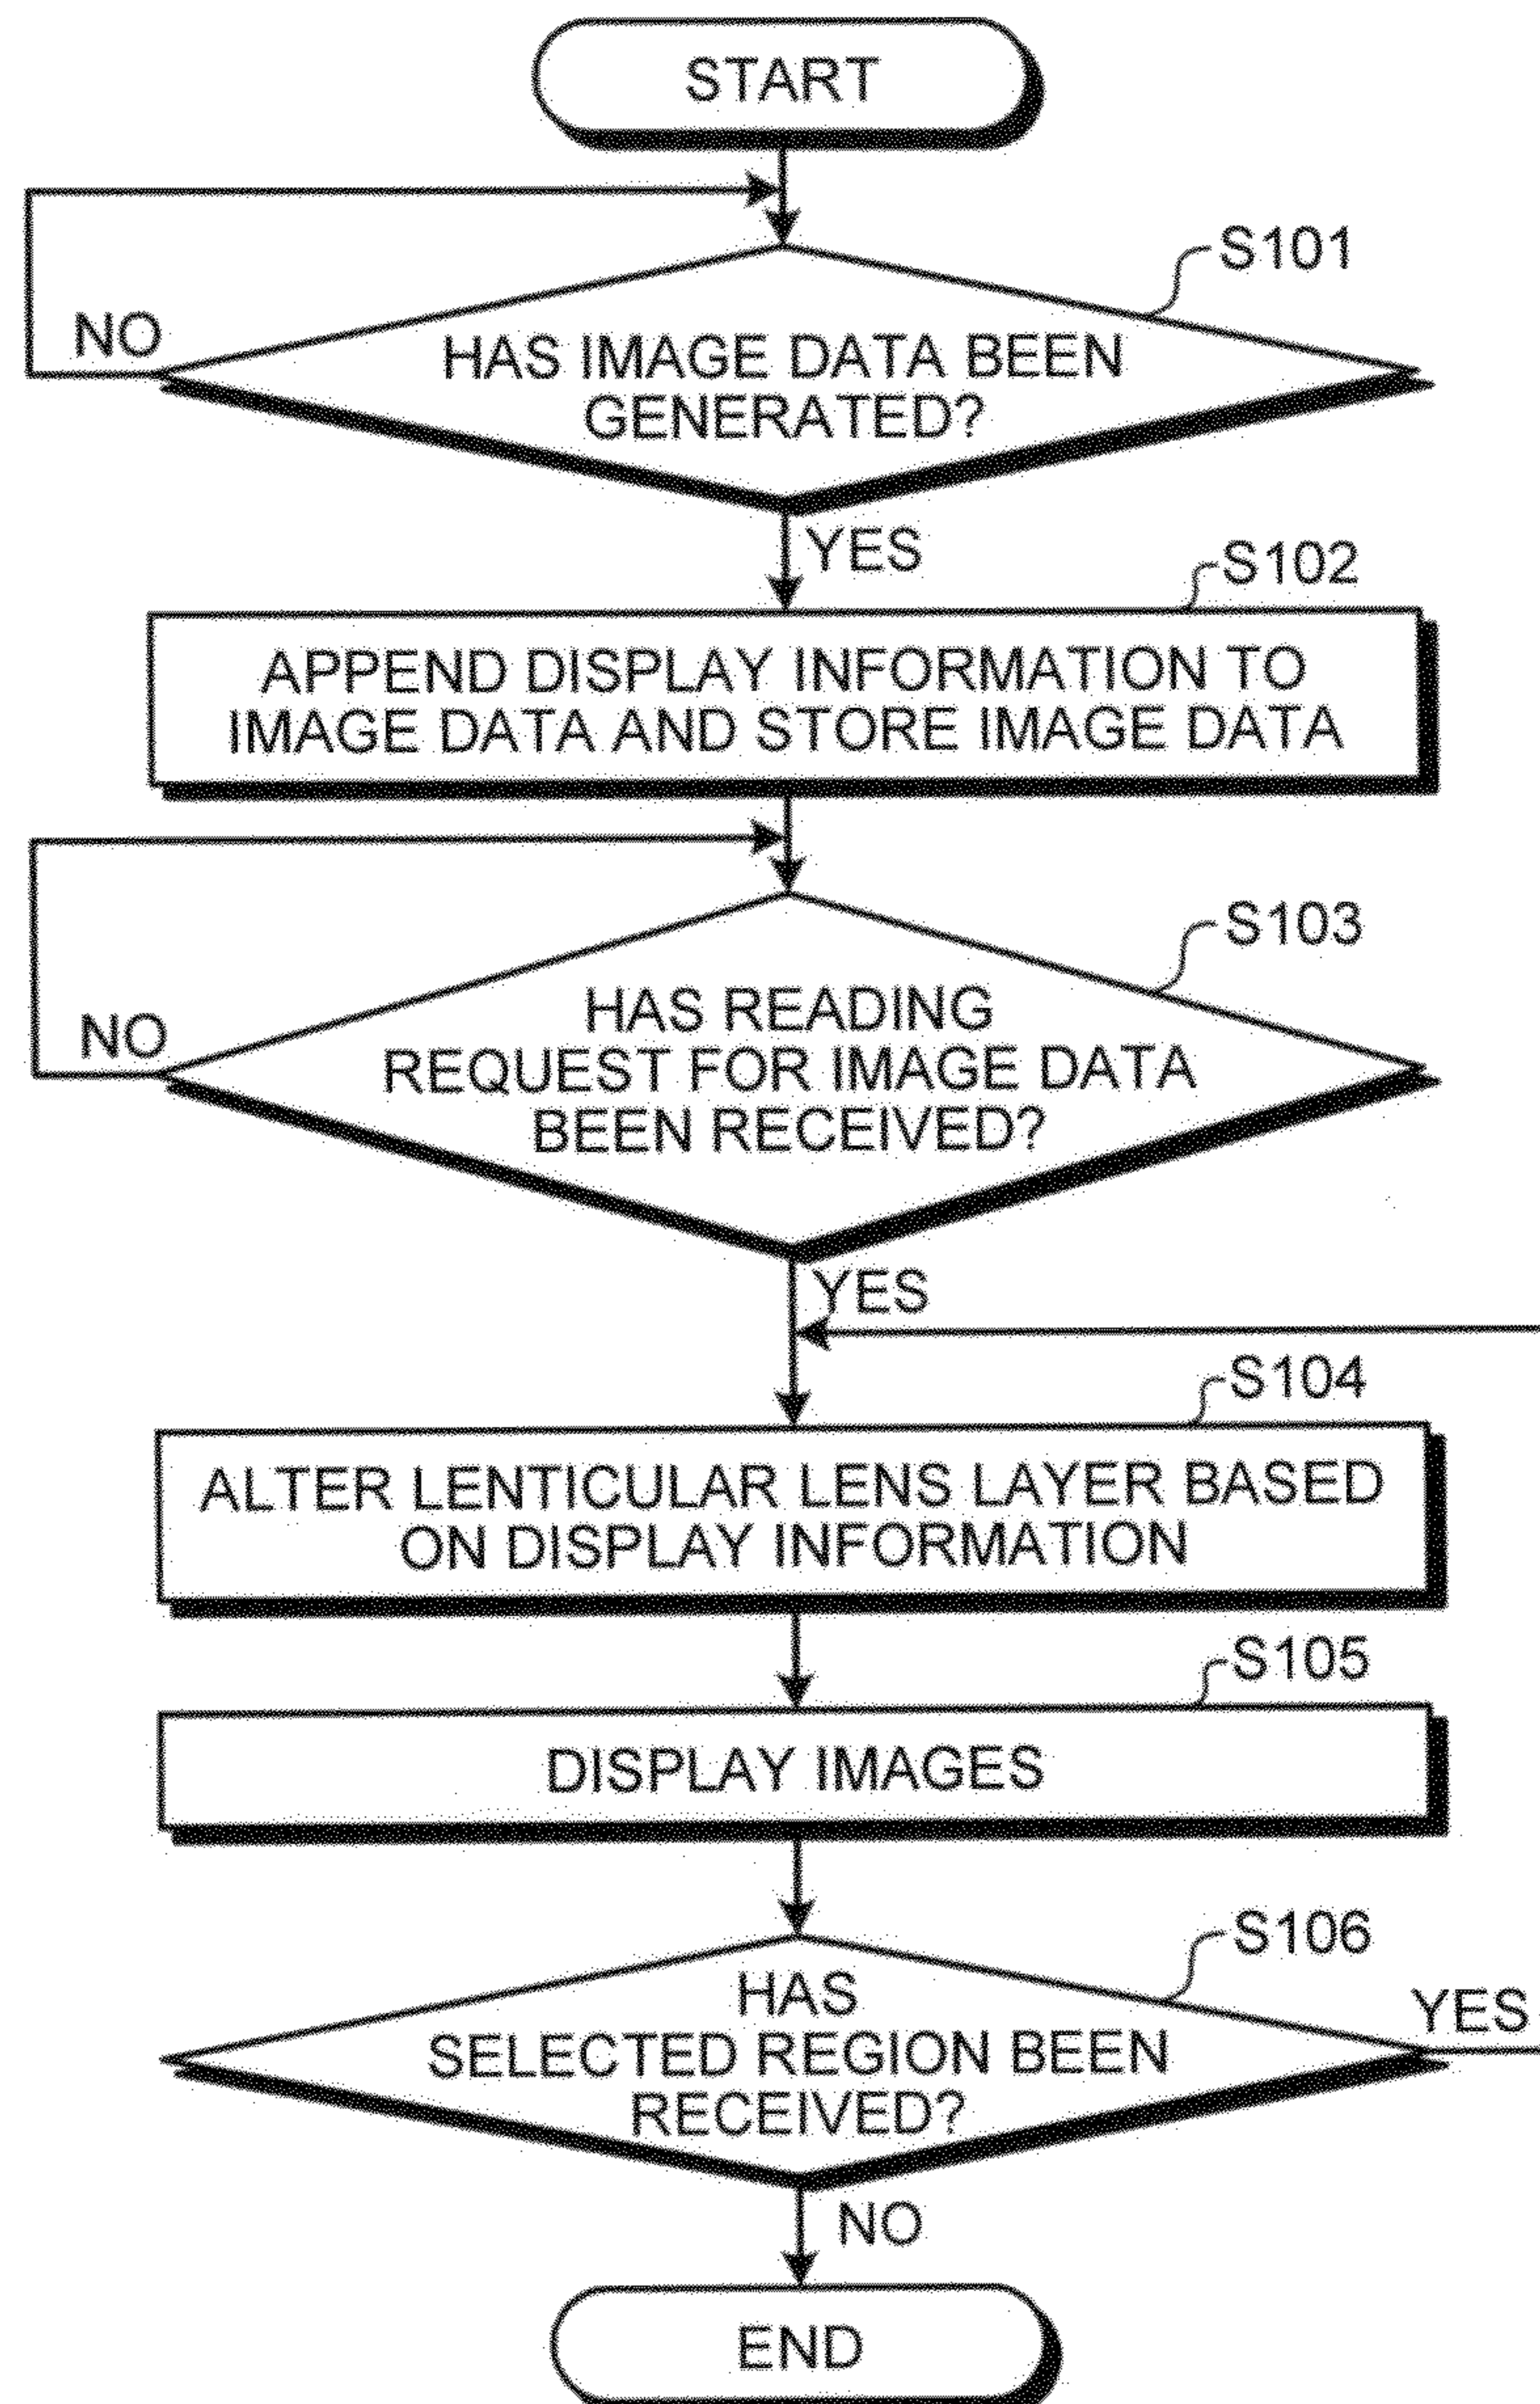 START
S101
NO
HAS IMAGE DATA BEEN
GENERATED?
YES
S102
APPEND DISPLAY INFORMATION TO
IMAGE DATA AND STORE IMAGE DATA
S103
HAS READING
NO
REQUEST FOR IMAGE DATA
BEEN RECEIVED?
YES
S104
ALTER LENTICULAR LENS LAYER BASED
ON DISPLAY INFORMATION
S105
DISPLAY IMAGES
S106
HAS
YES
SELECTED REGION BEEN
RECEIVED?
NO
END